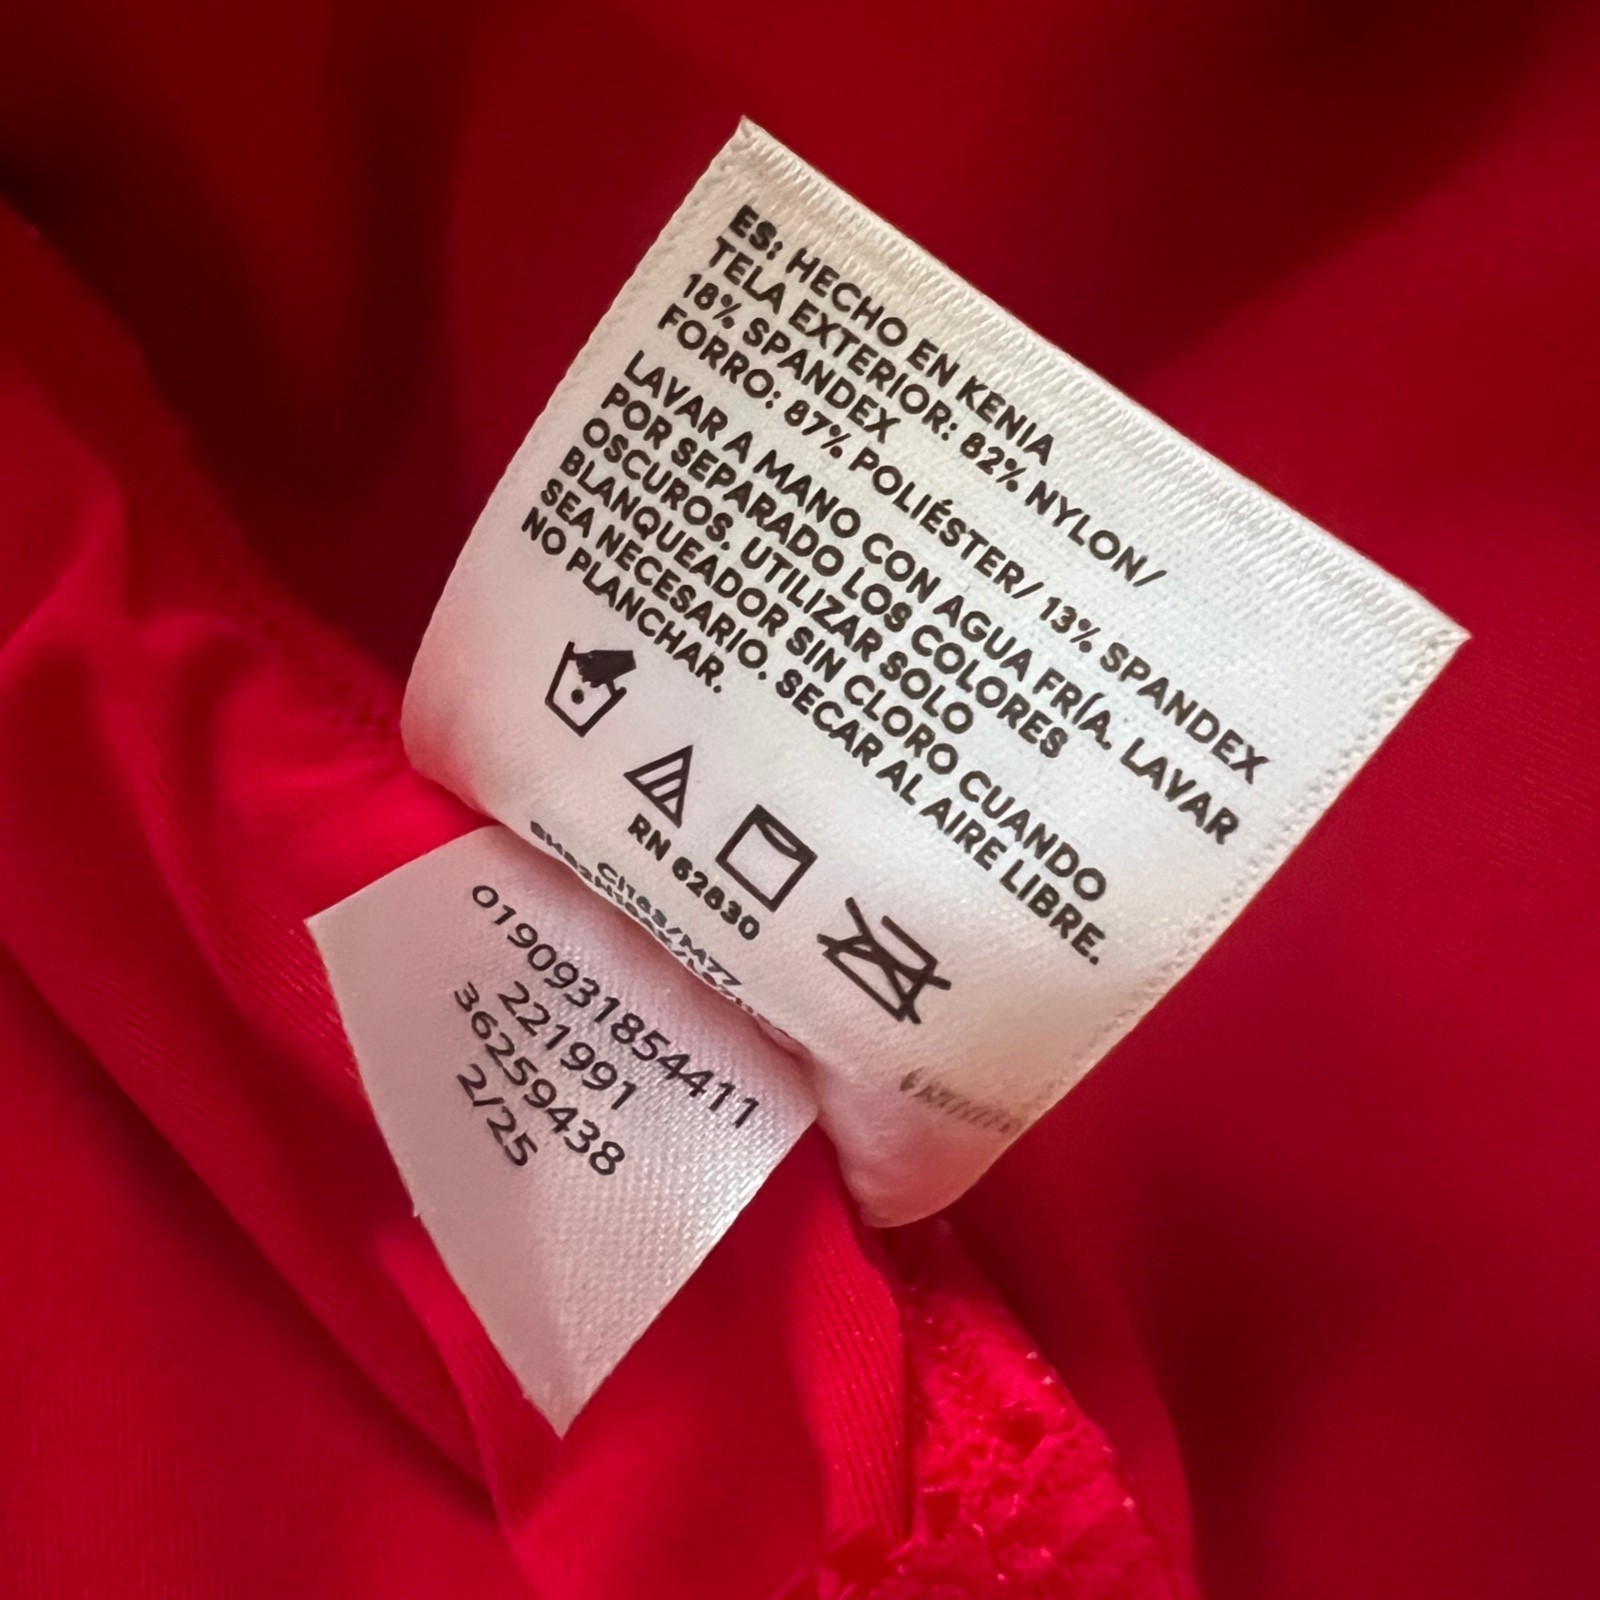 ES: HECHO EN KENIA
TELA EXTERIOR: 82% NYLON/
18% SPANDEX
FORRO: 87% POLIÉSTER/ 13% SPANDEX
LAVAR A MANO CON AGUA FRÍA. LAVAR
POR SEPARADO LOS COLORES
OSCUROS. UTILIZAR SOLO
BLANQUEADOR SIN CLORO CUANDO
SEA NECESARIO. SECAR AL AIRE LIBRE.
NO PLANCHAR.
RN 62830
0190931854411
221991
36259438
2/25